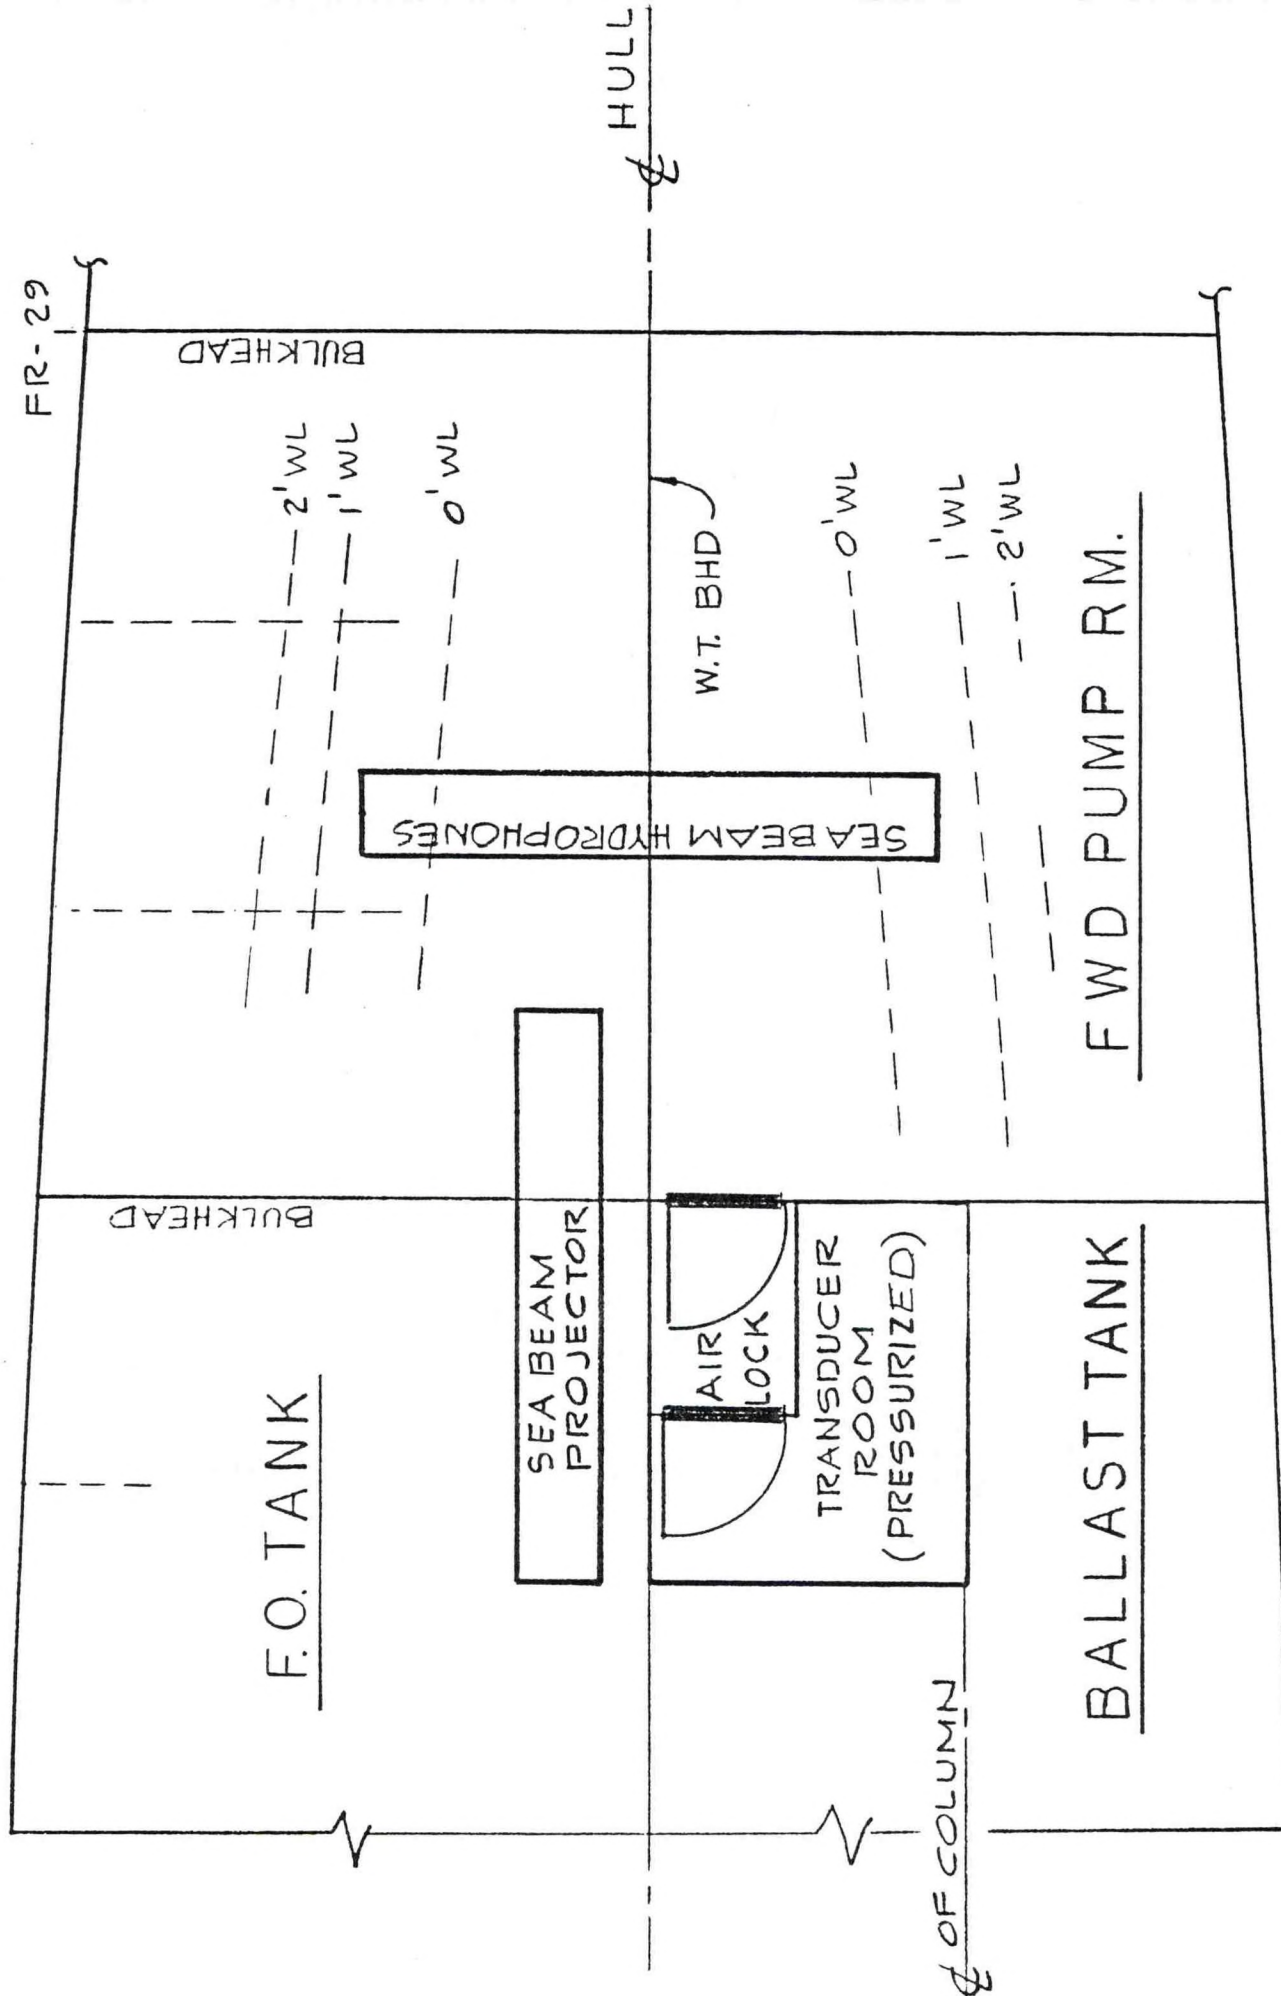 FR-29
BULKHEAD
2' WL
1' WL
0' WL
℄ HULL
W.T. BHD
0' WL
1' WL
2' WL
SEA BEAM HYDROPHONES
FWD PUMP RM.
BULKHEAD
F.O. TANK
SEA BEAM
PROJECTOR
AIR
LOCK
TRANSDUCER
ROOM
(PRESSURIZED)
BALLAST TANK
℄ OF COLUMN